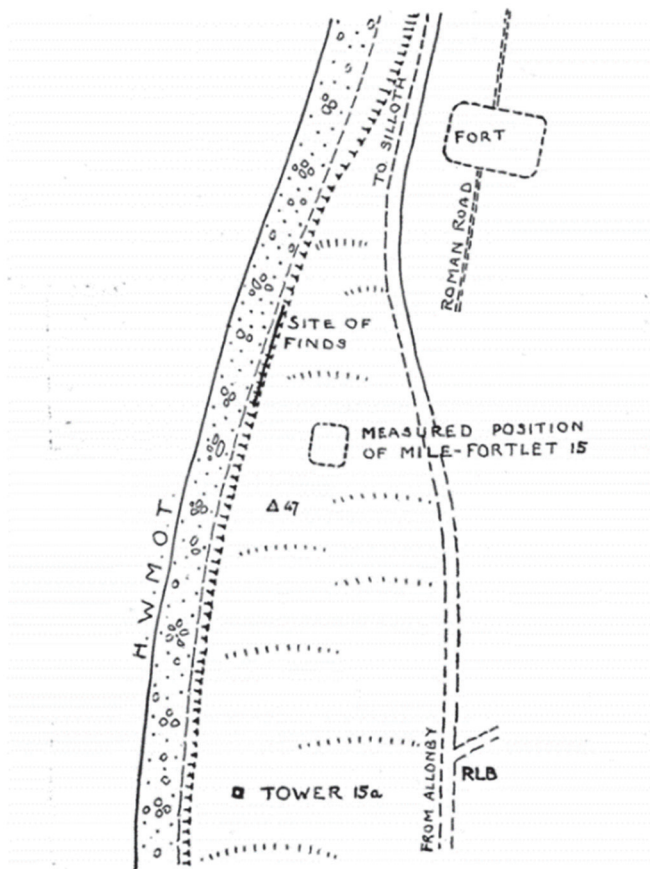 TO SILLOTH
FORT
ROMAN ROAD
SITE OF
FINDS
MEASURED POSITION
OF MILE-FORTLET 15
△ 47
H. W. M. O. T.
FROM ALLONBY
RLB
TOWER 15a